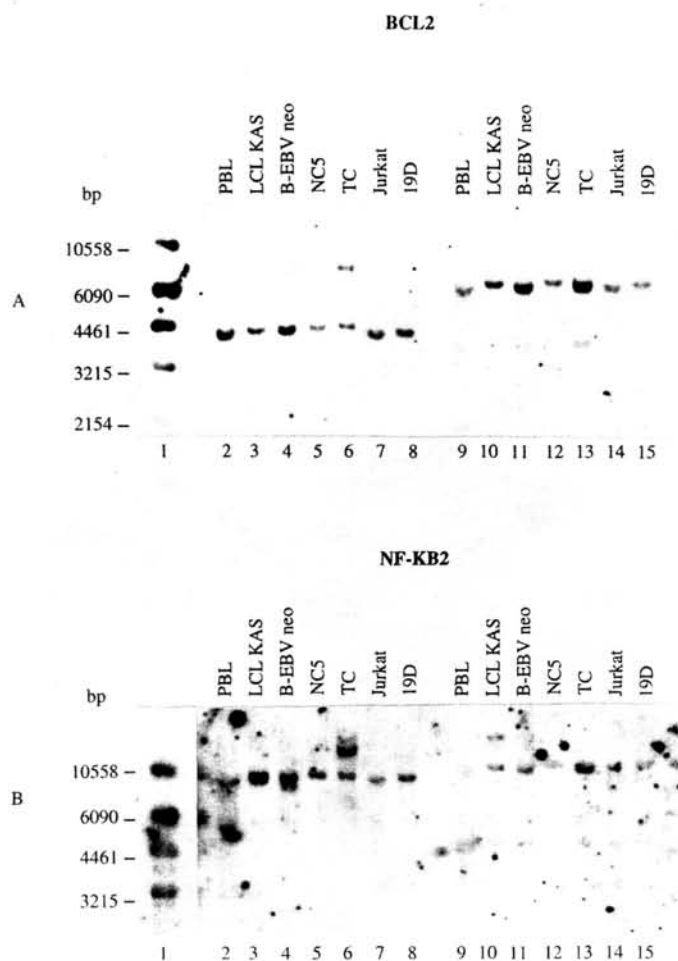 BCL2
bp
PBL LCL KAS B-EBV neo NC5 TC Jurkat 19D PBL LCL KAS B-EBV neo NC5 TC Jurkat 19D
10558 –
A
6090 –
4461 –
3215 –
2154 –
1 2 3 4 5 6 7 8 9 10 11 12 13 14 15
NF-KB2
bp
PBL LCL KAS B-EBV neo NC5 TC Jurkat 19D PBL LCL KAS B-EBV neo NC5 TC Jurkat 19D
10558 –
B
6090 –
4461 –
3215 –
1 2 3 4 5 6 7 8 9 10 11 12 13 14 15